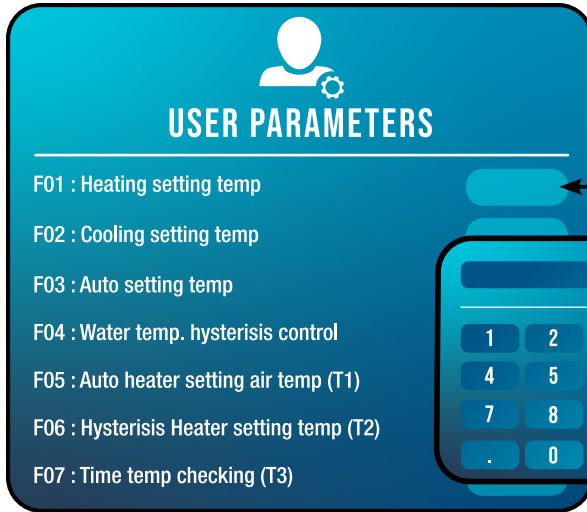 USER PARAMETERS
F01 : Heating setting temp
F02 : Cooling setting temp
F03 : Auto setting temp
F04 : Water temp. hysterisis control
F05 : Auto heater setting air temp (T1)
F06 : Hysterisis Heater setting temp (T2)
F07 : Time temp checking (T3)
1 2
4 5
7 8
. 0